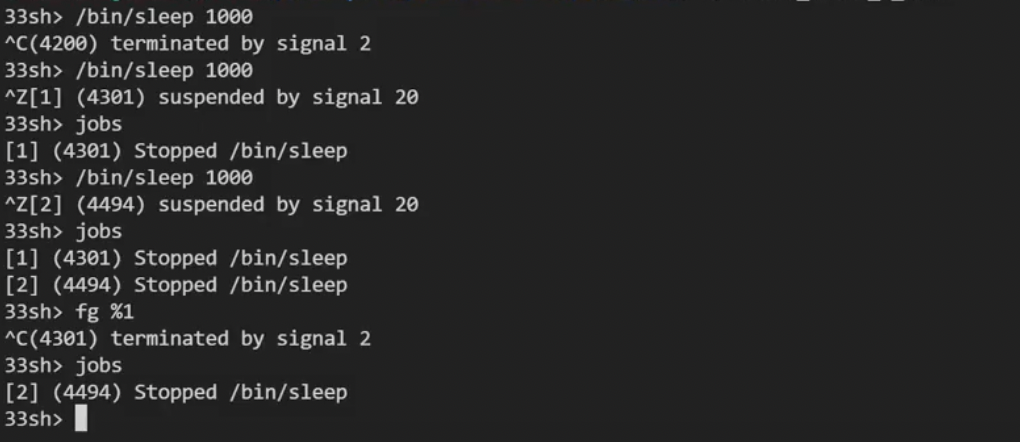 33sh> /bin/sleep 1000
^C(4200) terminated by signal 2
33sh> /bin/sleep 1000
^Z[1] (4301) suspended by signal 20
33sh> jobs
[1] (4301) Stopped /bin/sleep
33sh> /bin/sleep 1000
^Z[2] (4494) suspended by signal 20
33sh> jobs
[1] (4301) Stopped /bin/sleep
[2] (4494) Stopped /bin/sleep
33sh> fg %1
^C(4301) terminated by signal 2
33sh> jobs
[2] (4494) Stopped /bin/sleep
33sh>